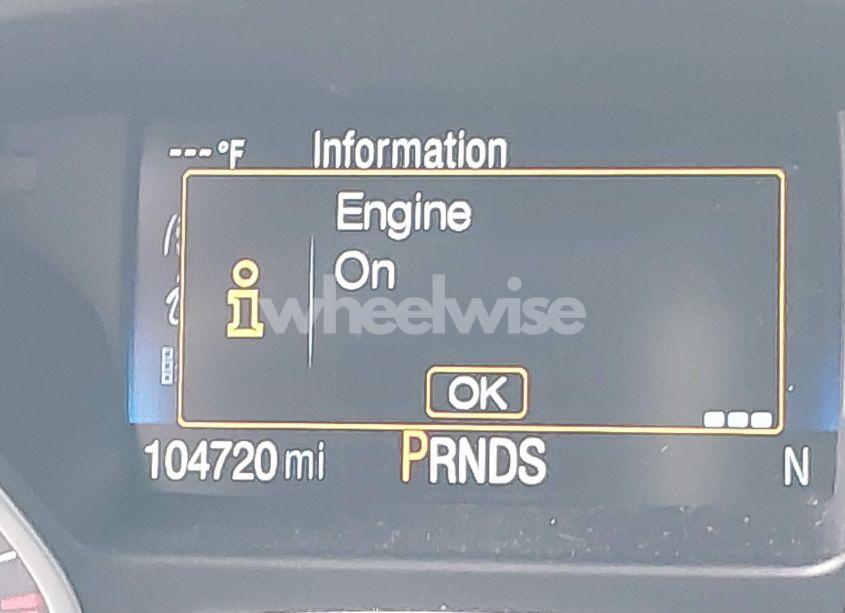 ---°F Information
Engine
On
i
wheelwise
OK
104720 mi PRNDS N